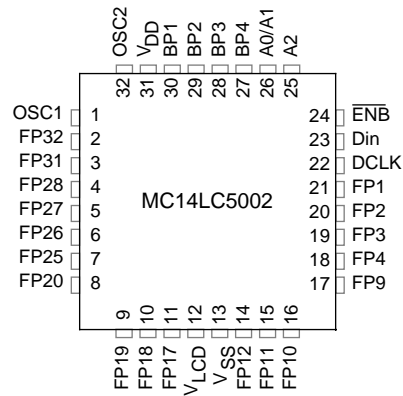 OSC2 VDD BP1 BP2 BP3 BP4 A0/A1 A2
32 31 30 29 28 27 26 25
OSC1 1 24 ENB
FP32 2 23 Din
FP31 3 22 DCLK
FP28 4 21 FP1
FP27 5 MC14LC5002 20 FP2
FP26 6 19 FP3
FP25 7 18 FP4
FP20 8 17 FP9
9 10 11 12 13 14 15 16
FP19 FP18 FP17 VLCD VSS FP12 FP11 FP10